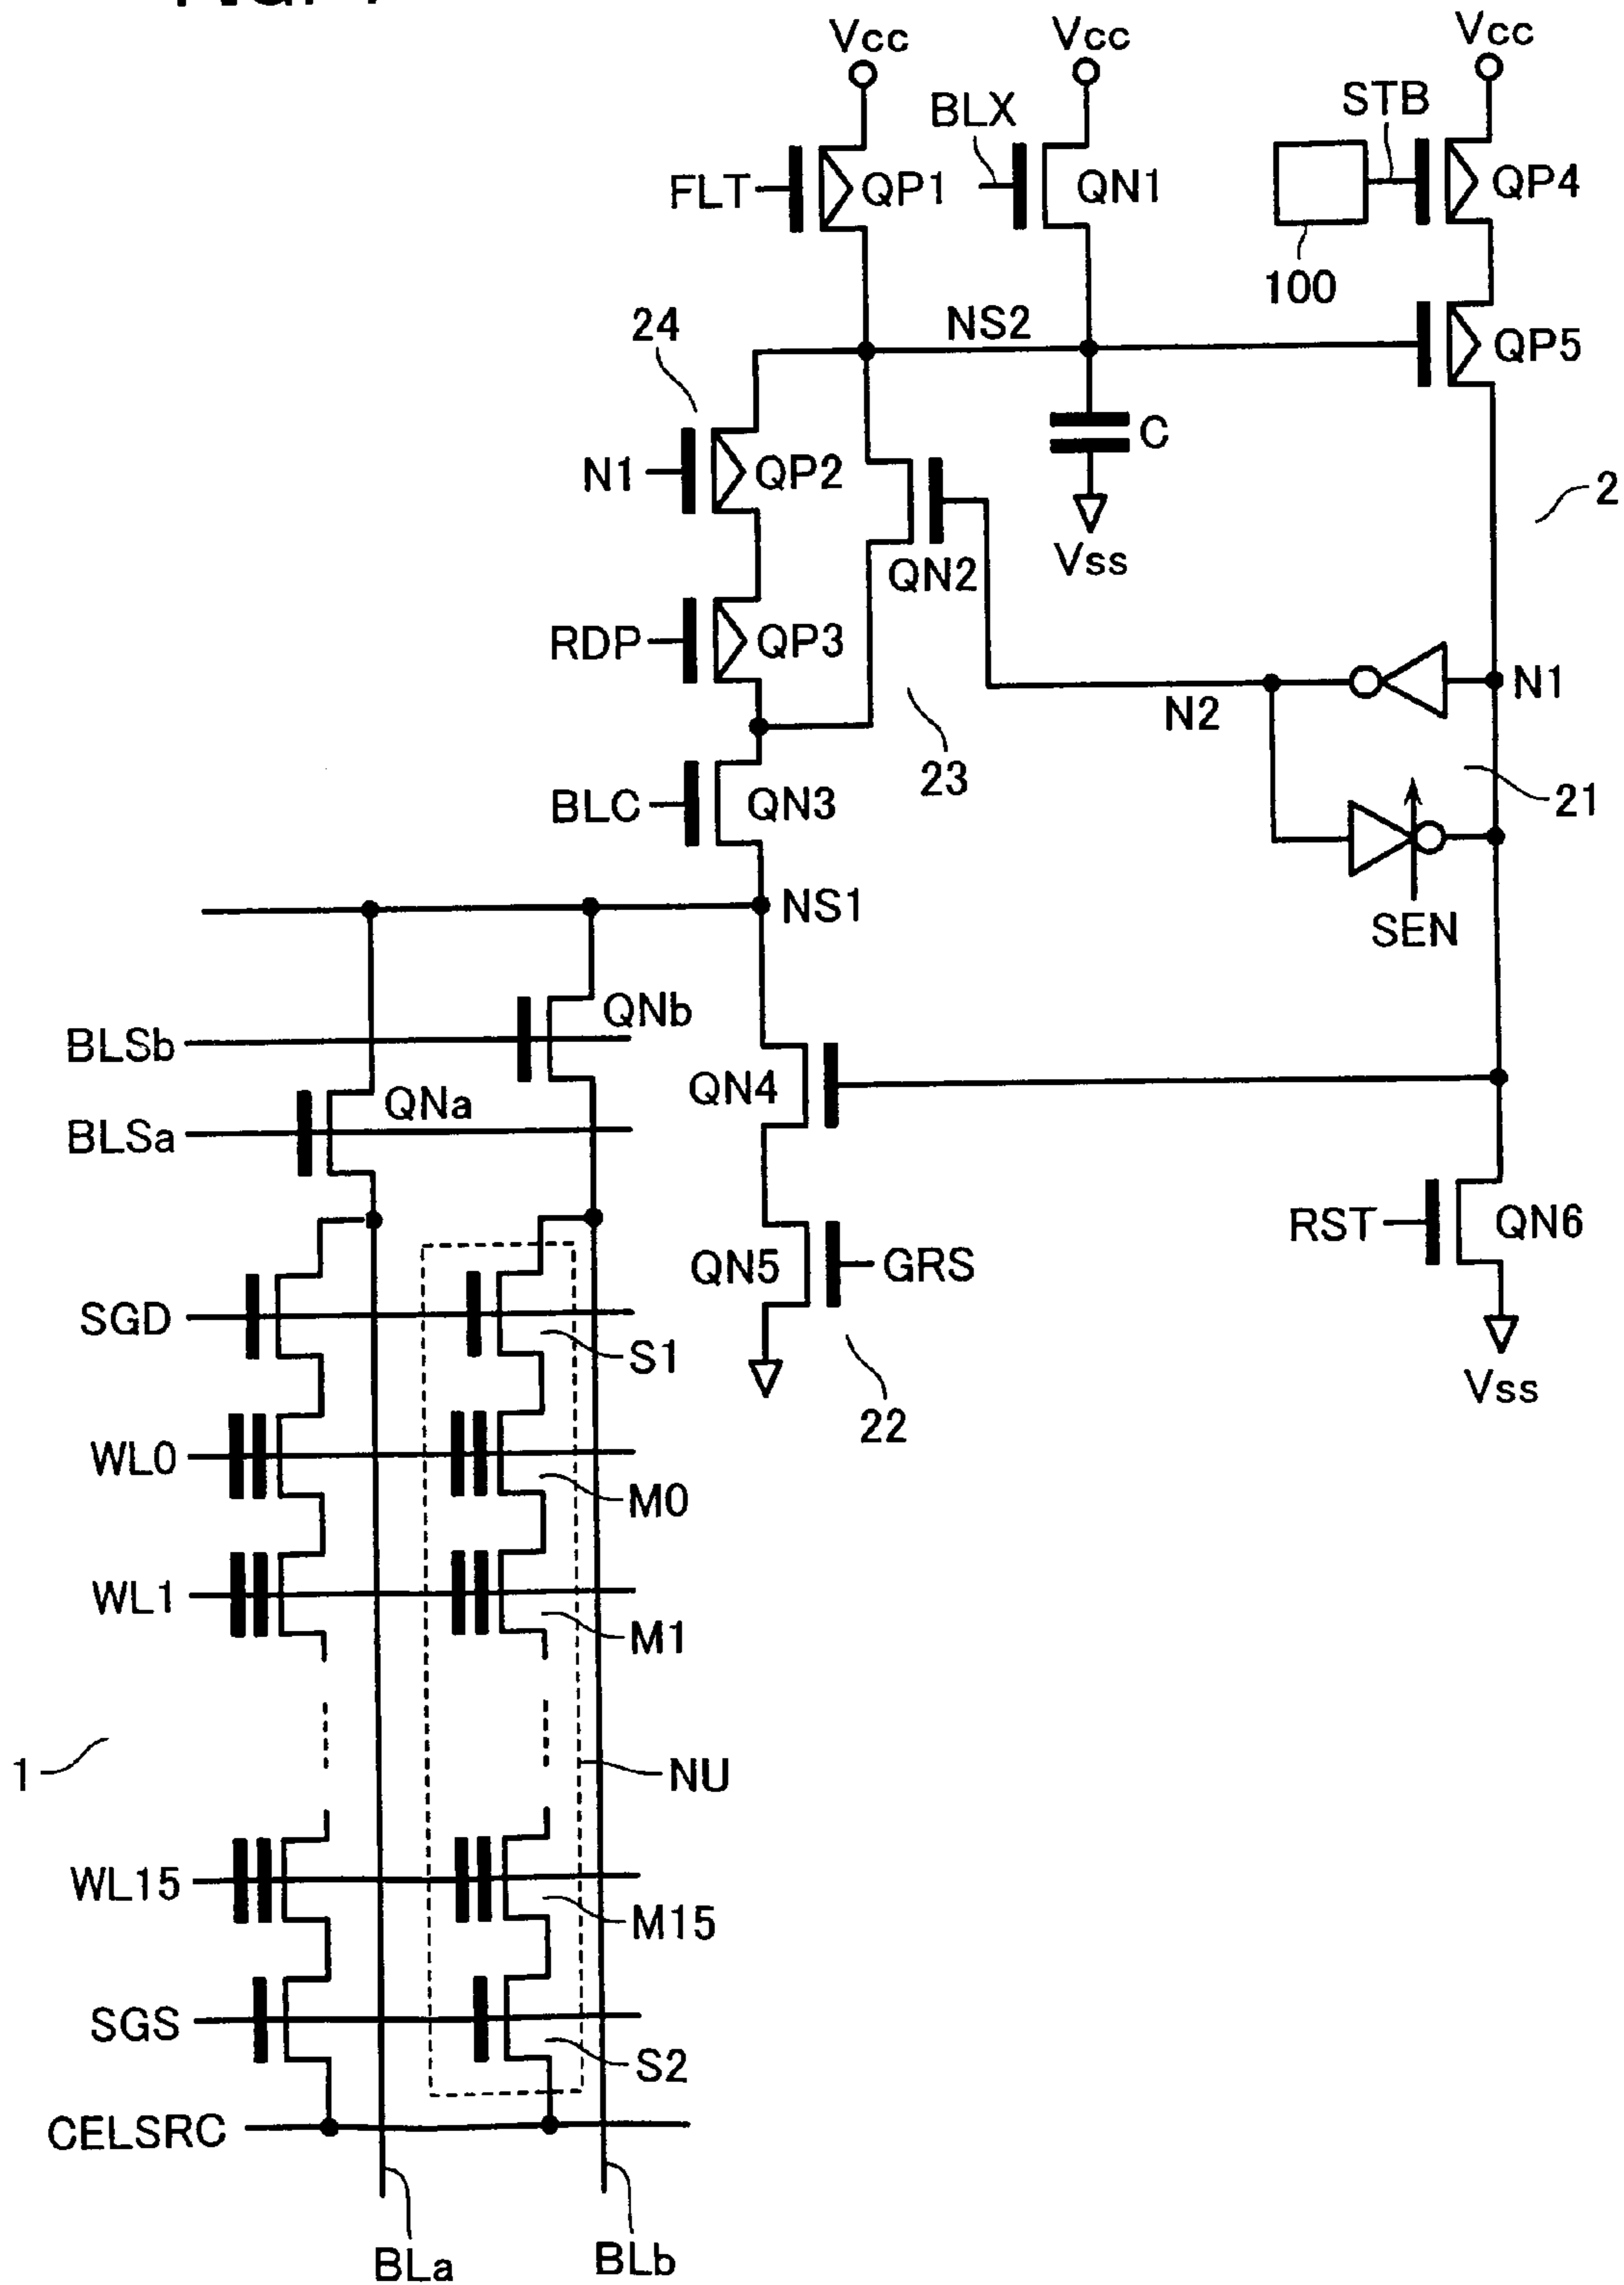 Vcc
Vcc
Vcc
BLX
STB
FLT
QP1
QN1
QP4
100
24
NS2
QP5
N1
QP2
C
2
Vss
QN2
RDP
QP3
N1
N2
23
21
BLC
QN3
NS1
SEN
BLSb
QNb
QN4
BLSa
QNa
RST
QN6
QN5
GRS
SGD
S1
Vss
22
WL0
M0
WL1
M1
1
NU
WL15
M15
SGS
S2
CELSRC
BLa
BLb